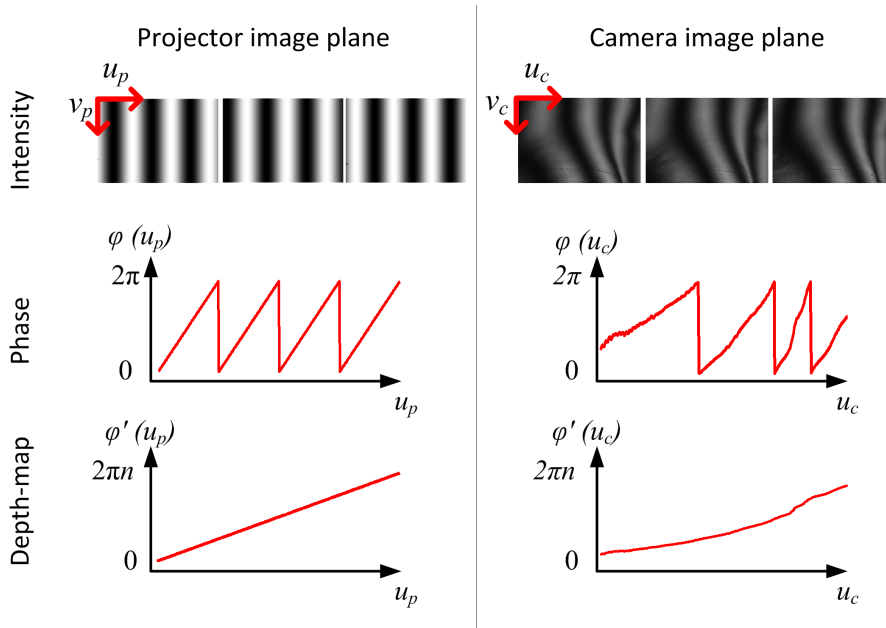 Projector image plane
Camera image plane
Intensity
u_p
v_p
u_c
v_c
Phase
φ (u_p)
2π
0
u_p
φ (u_c)
2π
0
u_c
Depth-map
φ' (u_p)
2πn
0
u_p
φ' (u_c)
2πn
0
u_c